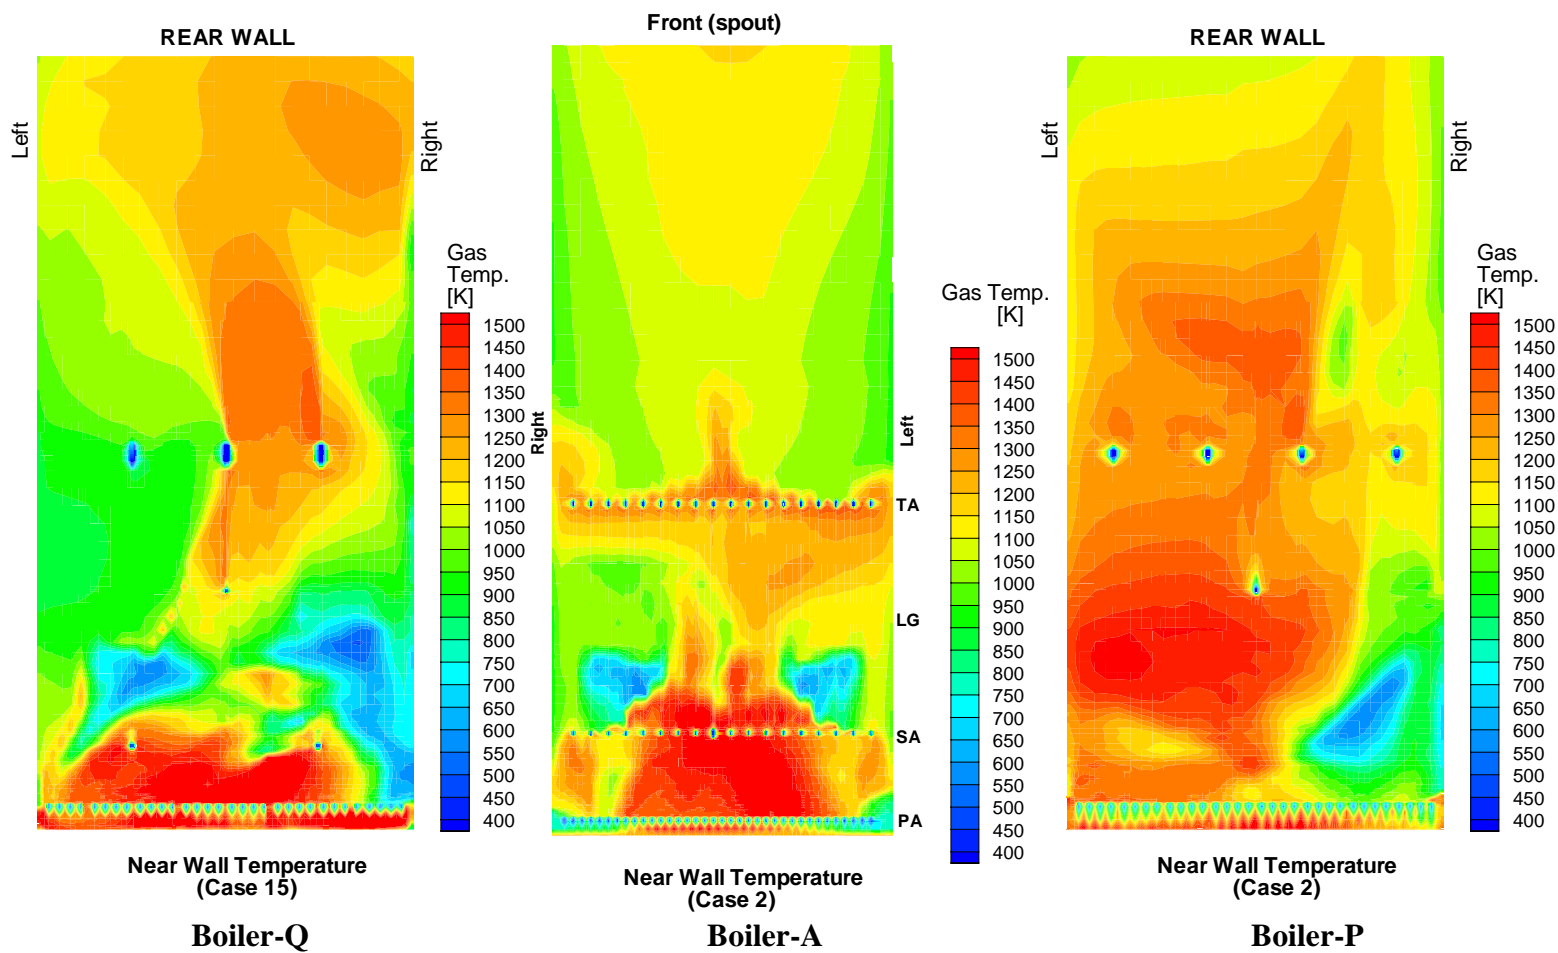 REAR WALL
Left
Right
Gas
Temp.
[K]
1500
1450
1400
1350
1300
1250
1200
1100
1050
1000
950
900
850
800
750
700
650
600
550
500
450
400
Near Wall Temperature
(Case 15)
Boiler-Q
Front (spout)
Right
Left
TA
LG
SA
PA
Gas Temp.
[K]
1500
1450
1400
1350
1300
1250
1200
1150
1050
1000
950
900
850
800
750
700
650
600
550
500
450
400
Near Wall Temperature
(Case 2)
Boiler-A
REAR WALL
Left
Right
Gas
Temp.
[K]
1500
1450
1400
1350
1300
1250
1200
1100
1050
1000
950
900
850
800
750
700
650
600
550
500
450
400
Near Wall Temperature
(Case 2)
Boiler-P